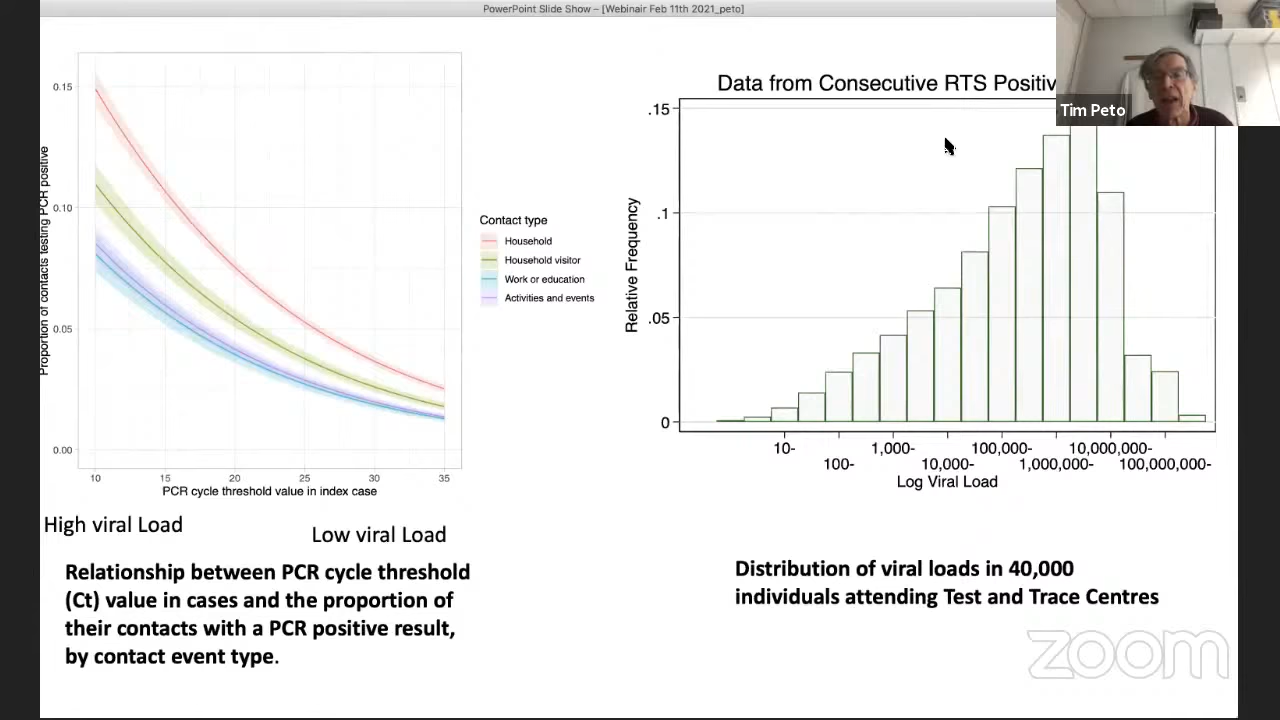 PowerPoint Slide Show – [Webinair Feb 11th 2021_peto]
Tim Peto
0.15
0.10
0.05
0.00
Proportion of contacts testing PCR positive
10
15
20
25
30
35
PCR cycle threshold value in index case
Contact type
Household
Household visitor
Work or education
Activities and events
High viral Load
Low viral Load
Relationship between PCR cycle threshold
(Ct) value in cases and the proportion of
their contacts with a PCR positive result,
by contact event type.
Data from Consecutive RTS Positiv
.15
.1
.05
0
Relative Frequency
10-
100-
1,000-
10,000-
100,000-
1,000,000-
10,000,000-
100,000,000-
Log Viral Load
Distribution of viral loads in 40,000
individuals attending Test and Trace Centres
zoom